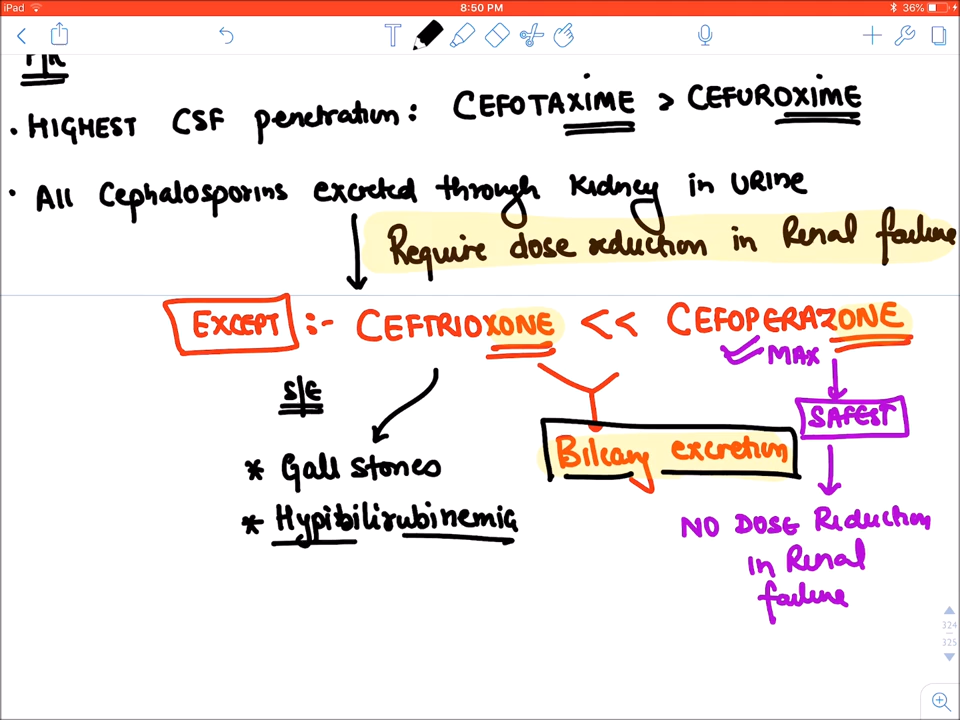 iPad 8:50 PM 36%
P/K
• HIGHEST CSF penetration: CEFOTAXIME > CEFUROXIME
• All Cephalosporins excreted through Kidney in URINE
Require dose reduction in Renal failure
EXCEPT :- CEFTRIOXONE << CEFOPERAZONE
MAX
S/E
SAFEST
* Gall stones
Biliary excretion
* Hypibilirubinemia
NO DOSE Reduction
in Renal
failure
324
325